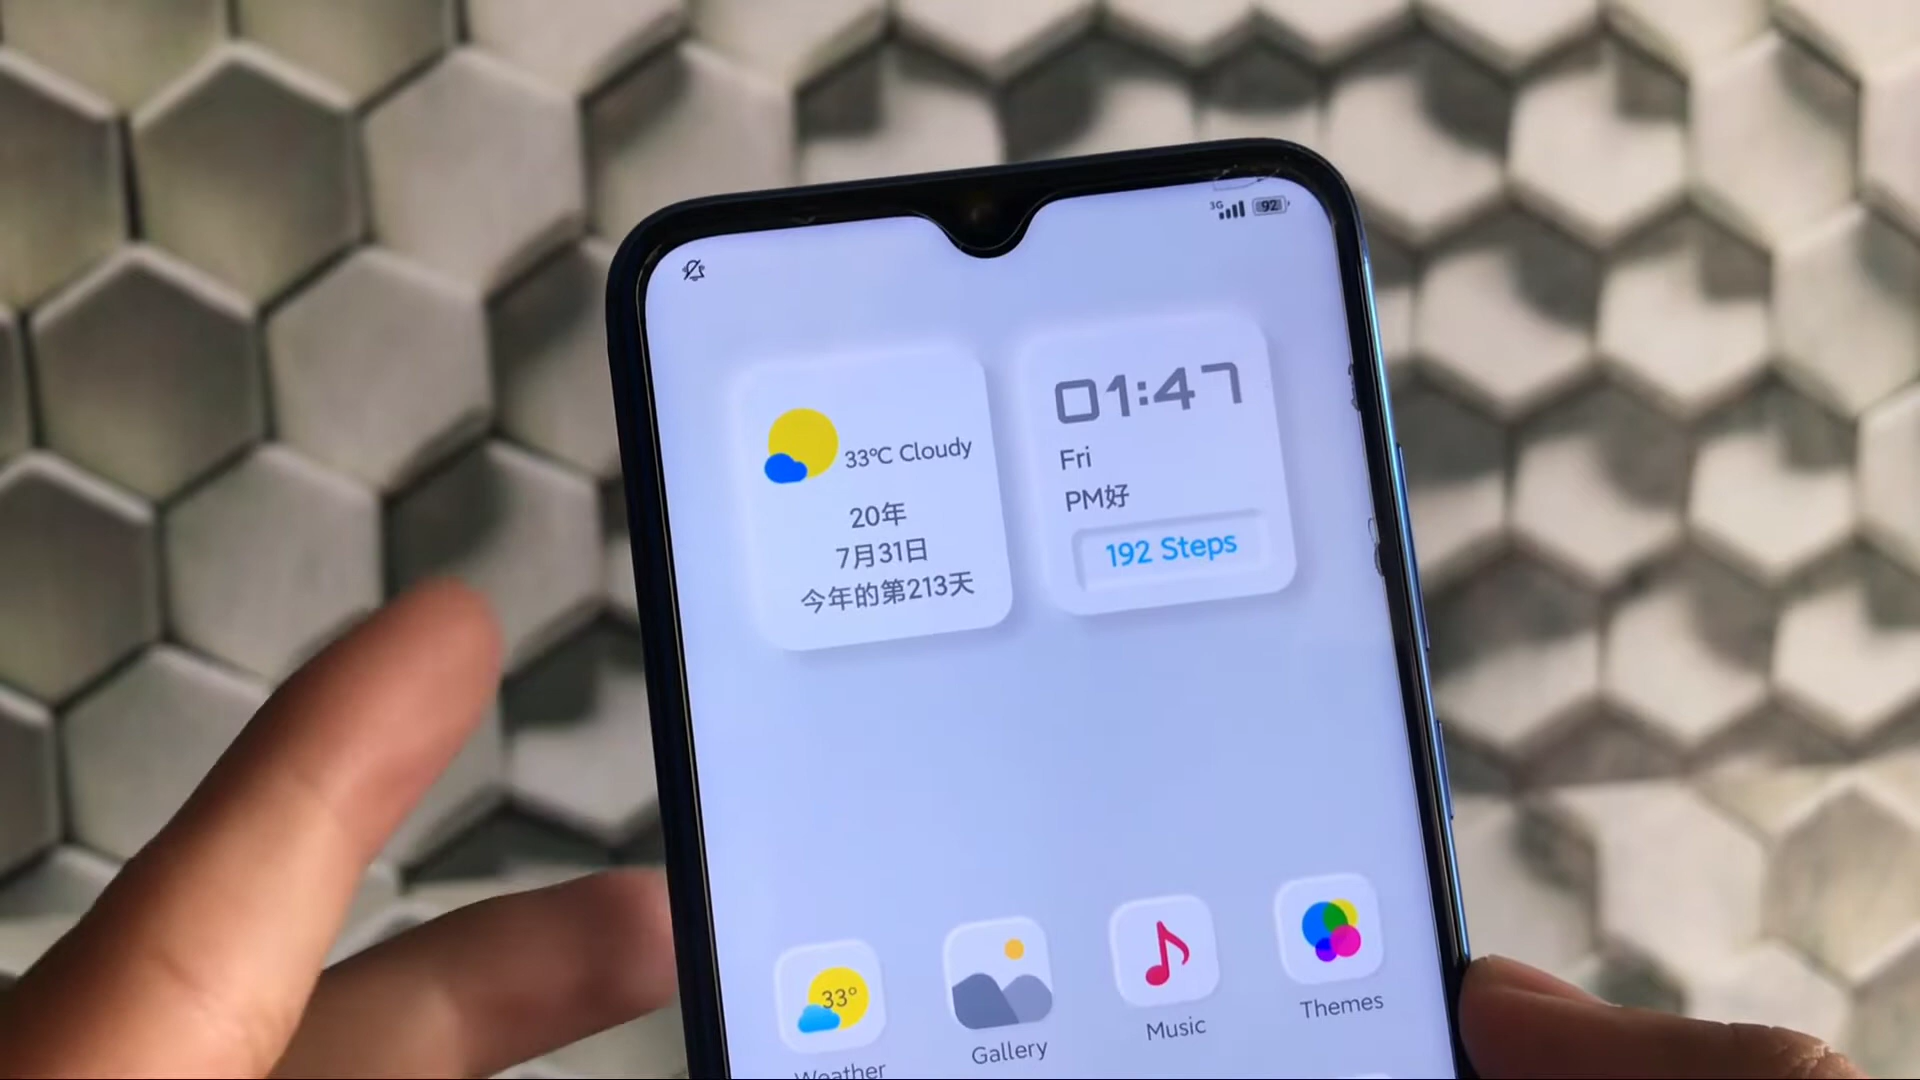 3G
92
33°C Cloudy
20年
7月31日
今年的第213天
01:47
Fri
PM好
192 Steps
33°
Weather
Gallery
Music
Themes